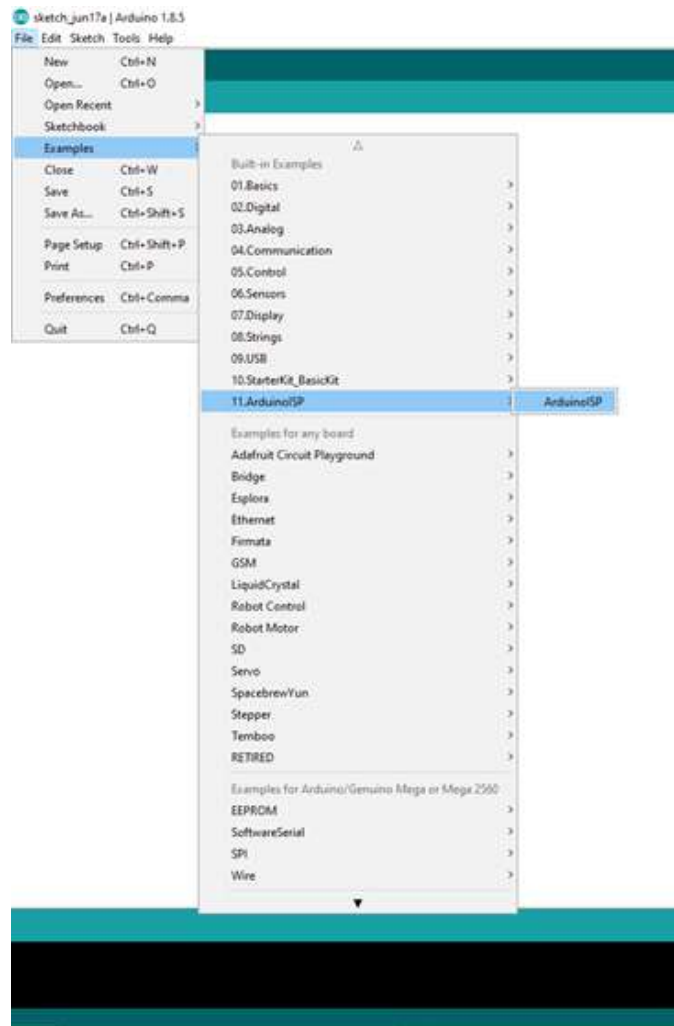 sketch_jun17a | Arduino 1.8.5
File Edit Sketch Tools Help
New Ctrl+N
Open... Ctrl+O
Open Recent
Sketchbook
Examples
Close Ctrl+W
Save Ctrl+S
Save As... Ctrl+Shift+S
Page Setup Ctrl+Shift+P
Print Ctrl+P
Preferences Ctrl+Comma
Quit Ctrl+Q
Built-in Examples
01.Basics
02.Digital
03.Analog
04.Communication
05.Control
06.Sensors
07.Display
08.Strings
09.USB
10.StarterKit_BasicKit
11.ArduinoISP
ArduinoISP
Examples for any board
Adafruit Circuit Playground
Bridge
Esplora
Ethernet
Firmata
GSM
LiquidCrystal
Robot Control
Robot Motor
SD
Servo
SpacebrewYun
Stepper
Temboo
RETIRED
Examples for Arduino/Genuino Mega or Mega 2560
EEPROM
SoftwareSerial
SPI
Wire